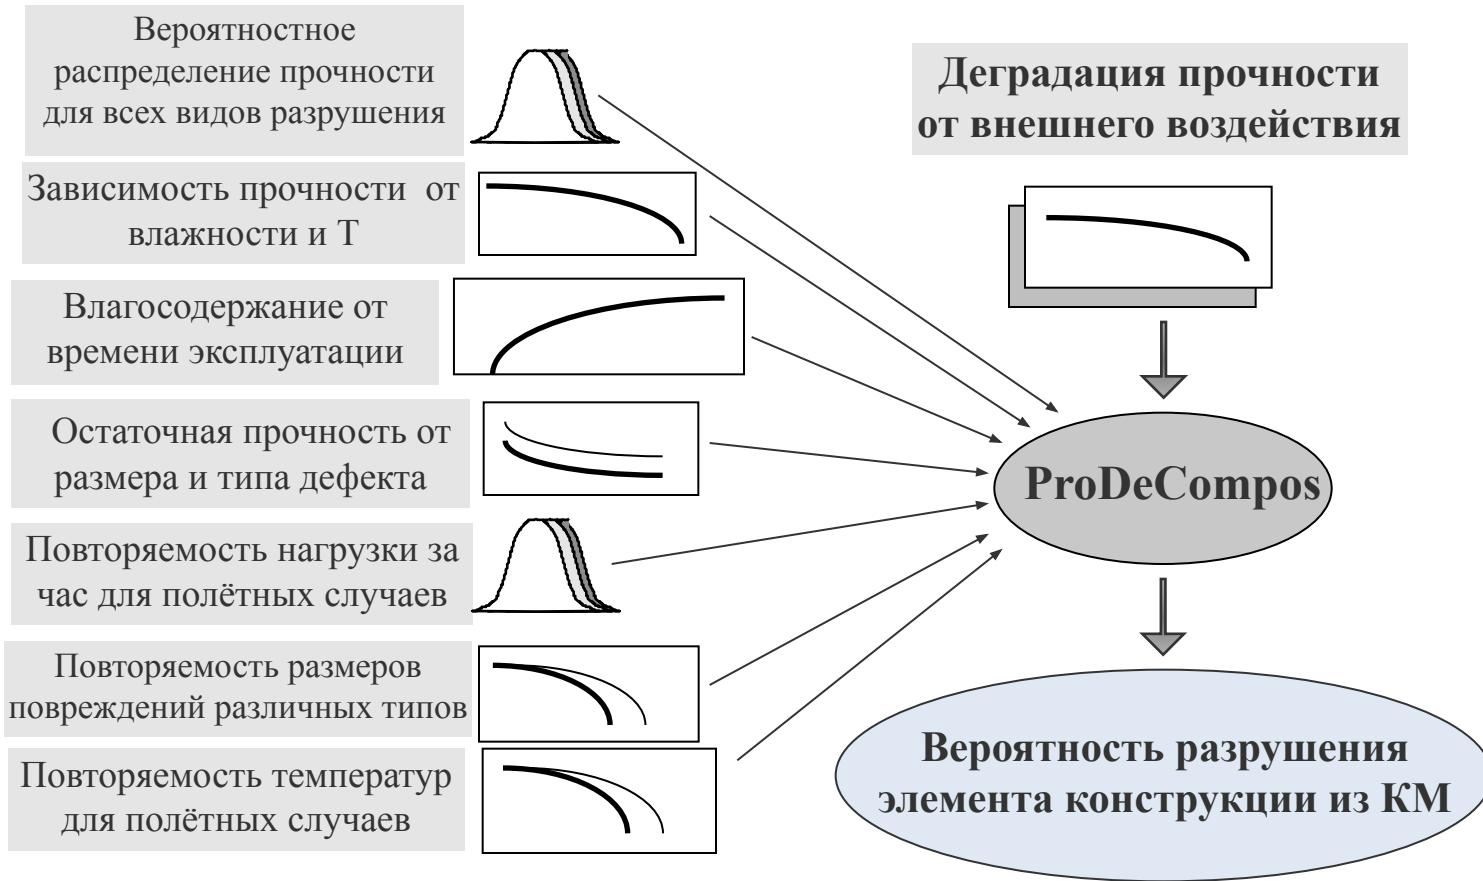 Вероятностное
распределение прочности
для всех видов разрушения
Зависимость прочности от
влажности и Т
Влагосодержание от
времени эксплуатации
Остаточная прочность от
размера и типа дефекта
Повторяемость нагрузки за
час для полётных случаев
Повторяемость размеров
повреждений различных типов
Повторяемость температур
для полётных случаев
Деградация прочности
от внешнего воздействия
ProDeCompos
Вероятность разрушения
элемента конструкции из КМ